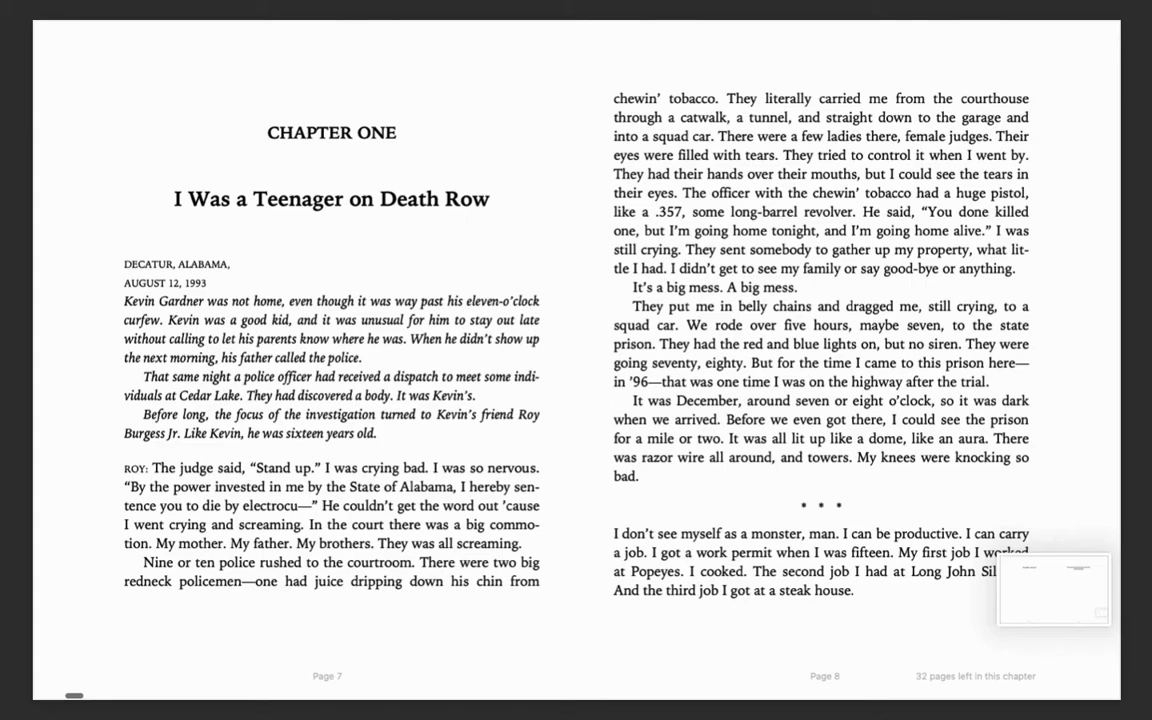 CHAPTER ONE
I Was a Teenager on Death Row
DECATUR, ALABAMA,
AUGUST 12, 1993
Kevin Gardner was not home, even though it was way past his eleven-o’clock
curfew. Kevin was a good kid, and it was unusual for him to stay out late
without calling to let his parents know where he was. When he didn’t show up
the next morning, his father called the police.
That same night a police officer had received a dispatch to meet some indi-
viduals at Cedar Lake. They had discovered a body. It was Kevin’s.
Before long, the focus of the investigation turned to Kevin’s friend Roy
Burgess Jr. Like Kevin, he was sixteen years old.
ROY: The judge said, “Stand up.” I was crying bad. I was so nervous.
“By the power invested in me by the State of Alabama, I hereby sen-
tence you to die by electrocu—” He couldn’t get the word out ’cause
I went crying and screaming. In the court there was a big commo-
tion. My mother. My father. My brothers. They was all screaming.
Nine or ten police rushed to the courtroom. There were two big
redneck policemen—one had juice dripping down his chin from
Page 7
chewin’ tobacco. They literally carried me from the courthouse
through a catwalk, a tunnel, and straight down to the garage and
into a squad car. There were a few ladies there, female judges. Their
eyes were filled with tears. They tried to control it when I went by.
They had their hands over their mouths, but I could see the tears in
their eyes. The officer with the chewin’ tobacco had a huge pistol,
like a .357, some long-barrel revolver. He said, “You done killed
one, but I’m going home tonight, and I’m going home alive.” I was
still crying. They sent somebody to gather up my property, what lit-
tle I had. I didn’t get to see my family or say good-bye or anything.
It’s a big mess. A big mess.
They put me in belly chains and dragged me, still crying, to a
squad car. We rode over five hours, maybe seven, to the state
prison. They had the red and blue lights on, but no siren. They were
going seventy, eighty. But for the time I came to this prison here—
in ’96—that was one time I was on the highway after the trial.
It was December, around seven or eight o’clock, so it was dark
when we arrived. Before we even got there, I could see the prison
for a mile or two. It was all lit up like a dome, like an aura. There
was razor wire all around, and towers. My knees were knocking so
bad.
* * *
I don’t see myself as a monster, man. I can be productive. I can carry
a job. I got a work permit when I was fifteen. My first job I worked
at Popeyes. I cooked. The second job I had at Long John Sil
And the third job I got at a steak house.
Page 8
32 pages left in this chapter